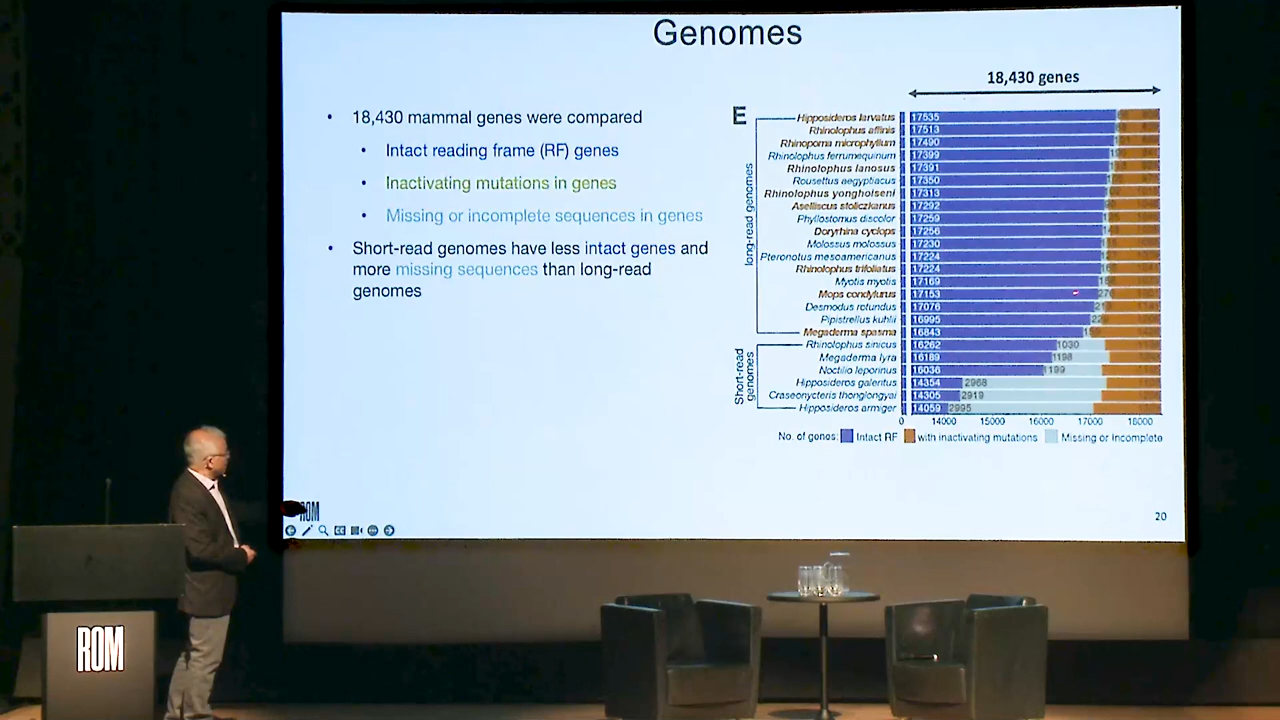 Genomes
• 18,430 mammal genes were compared
• Intact reading frame (RF) genes
• Inactivating mutations in genes
• Missing or incomplete sequences in genes
• Short-read genomes have less intact genes and
more missing sequences than long-read
genomes
18,430 genes
E
long-read genomes
Hipposideros larvatus 17535
Rhinolophus affinis 17513
Rhinopoma microphyllum 17490
Rhinolophus ferrumequinum 17399
Rhinolophus lanosus 17391
Rousettus aegyptiacus 17350
Rhinolophus yonghoiseni 17313
Aselliscus stoliczkanus 17292
Phyllostomus discolor 17259
Doryrhina cyclops 17256
Molossus molossus 17230
Pteronotus mesoamericanus 17224
Rhinolophus trifoliatus 17224
Myotis myotis 17169
Mops condylurus 17153
Desmodus rotundus 17076
Pipistrellus kuhlii 16995
Megaderma spasma 16843
Short-read
genomes
Rhinolophus sinicus 16262 1030
Megaderma lyra 16189 1198
Noctilio leporinus 16036 1199
Hipposideros galeritus 14354 2968
Craseonycteris thonglongyai 14305 2919
Hipposideros armiger 14059 2995
0 14000 15000 16000 17000 18000
No. of genes: Intact RF with inactivating mutations Missing or Incomplete
ROM
20
ROM